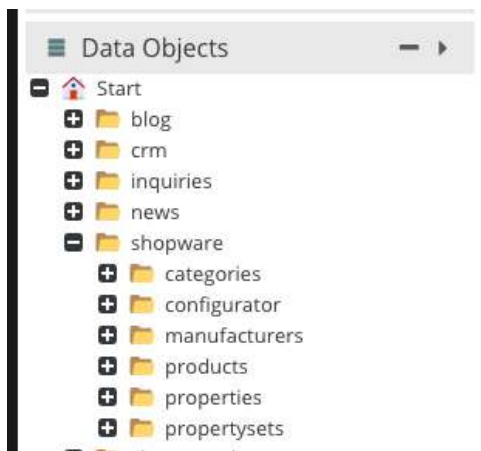 Data Objects
Start
blog
crm
inquiries
news
shopware
categories
configurator
manufacturers
products
properties
propertysets